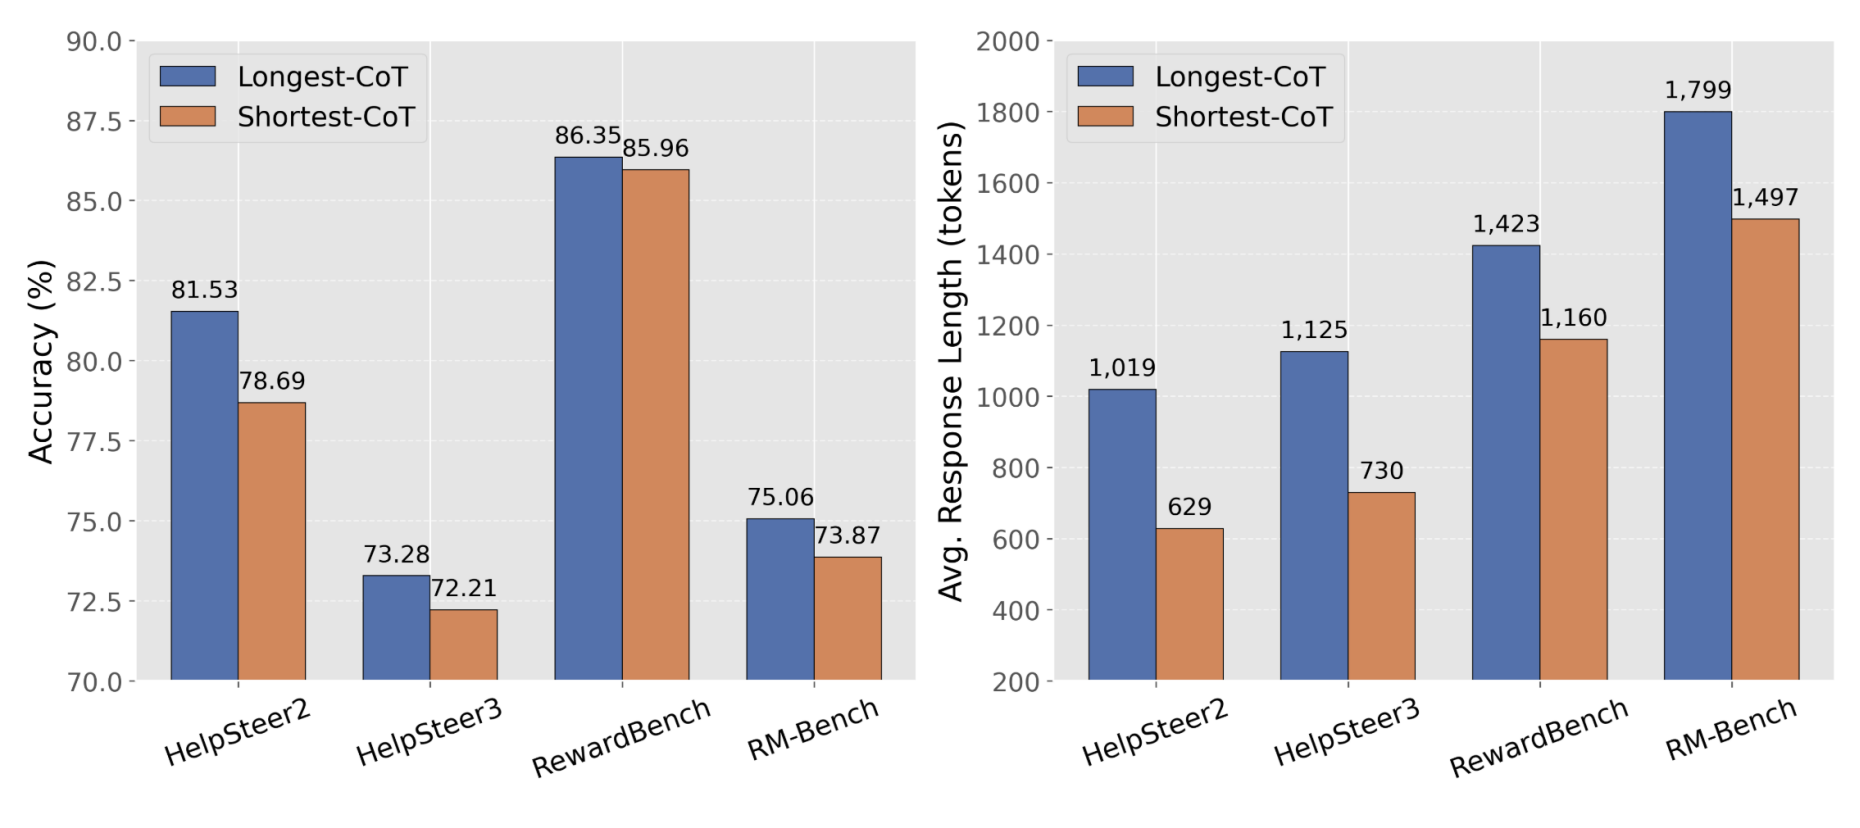 90.0
87.5
85.0
82.5
80.0
77.5
75.0
72.5
70.0
Accuracy (%)
Longest-CoT
Shortest-CoT
81.53
78.69
73.28
72.21
86.35
85.96
75.06
73.87
HelpSteer2
HelpSteer3
RewardBench
RM-Bench
2000
1800
1600
1400
1200
1000
800
600
400
200
Avg. Response Length (tokens)
Longest-CoT
Shortest-CoT
1,019
629
1,125
730
1,423
1,160
1,799
1,497
HelpSteer2
HelpSteer3
RewardBench
RM-Bench